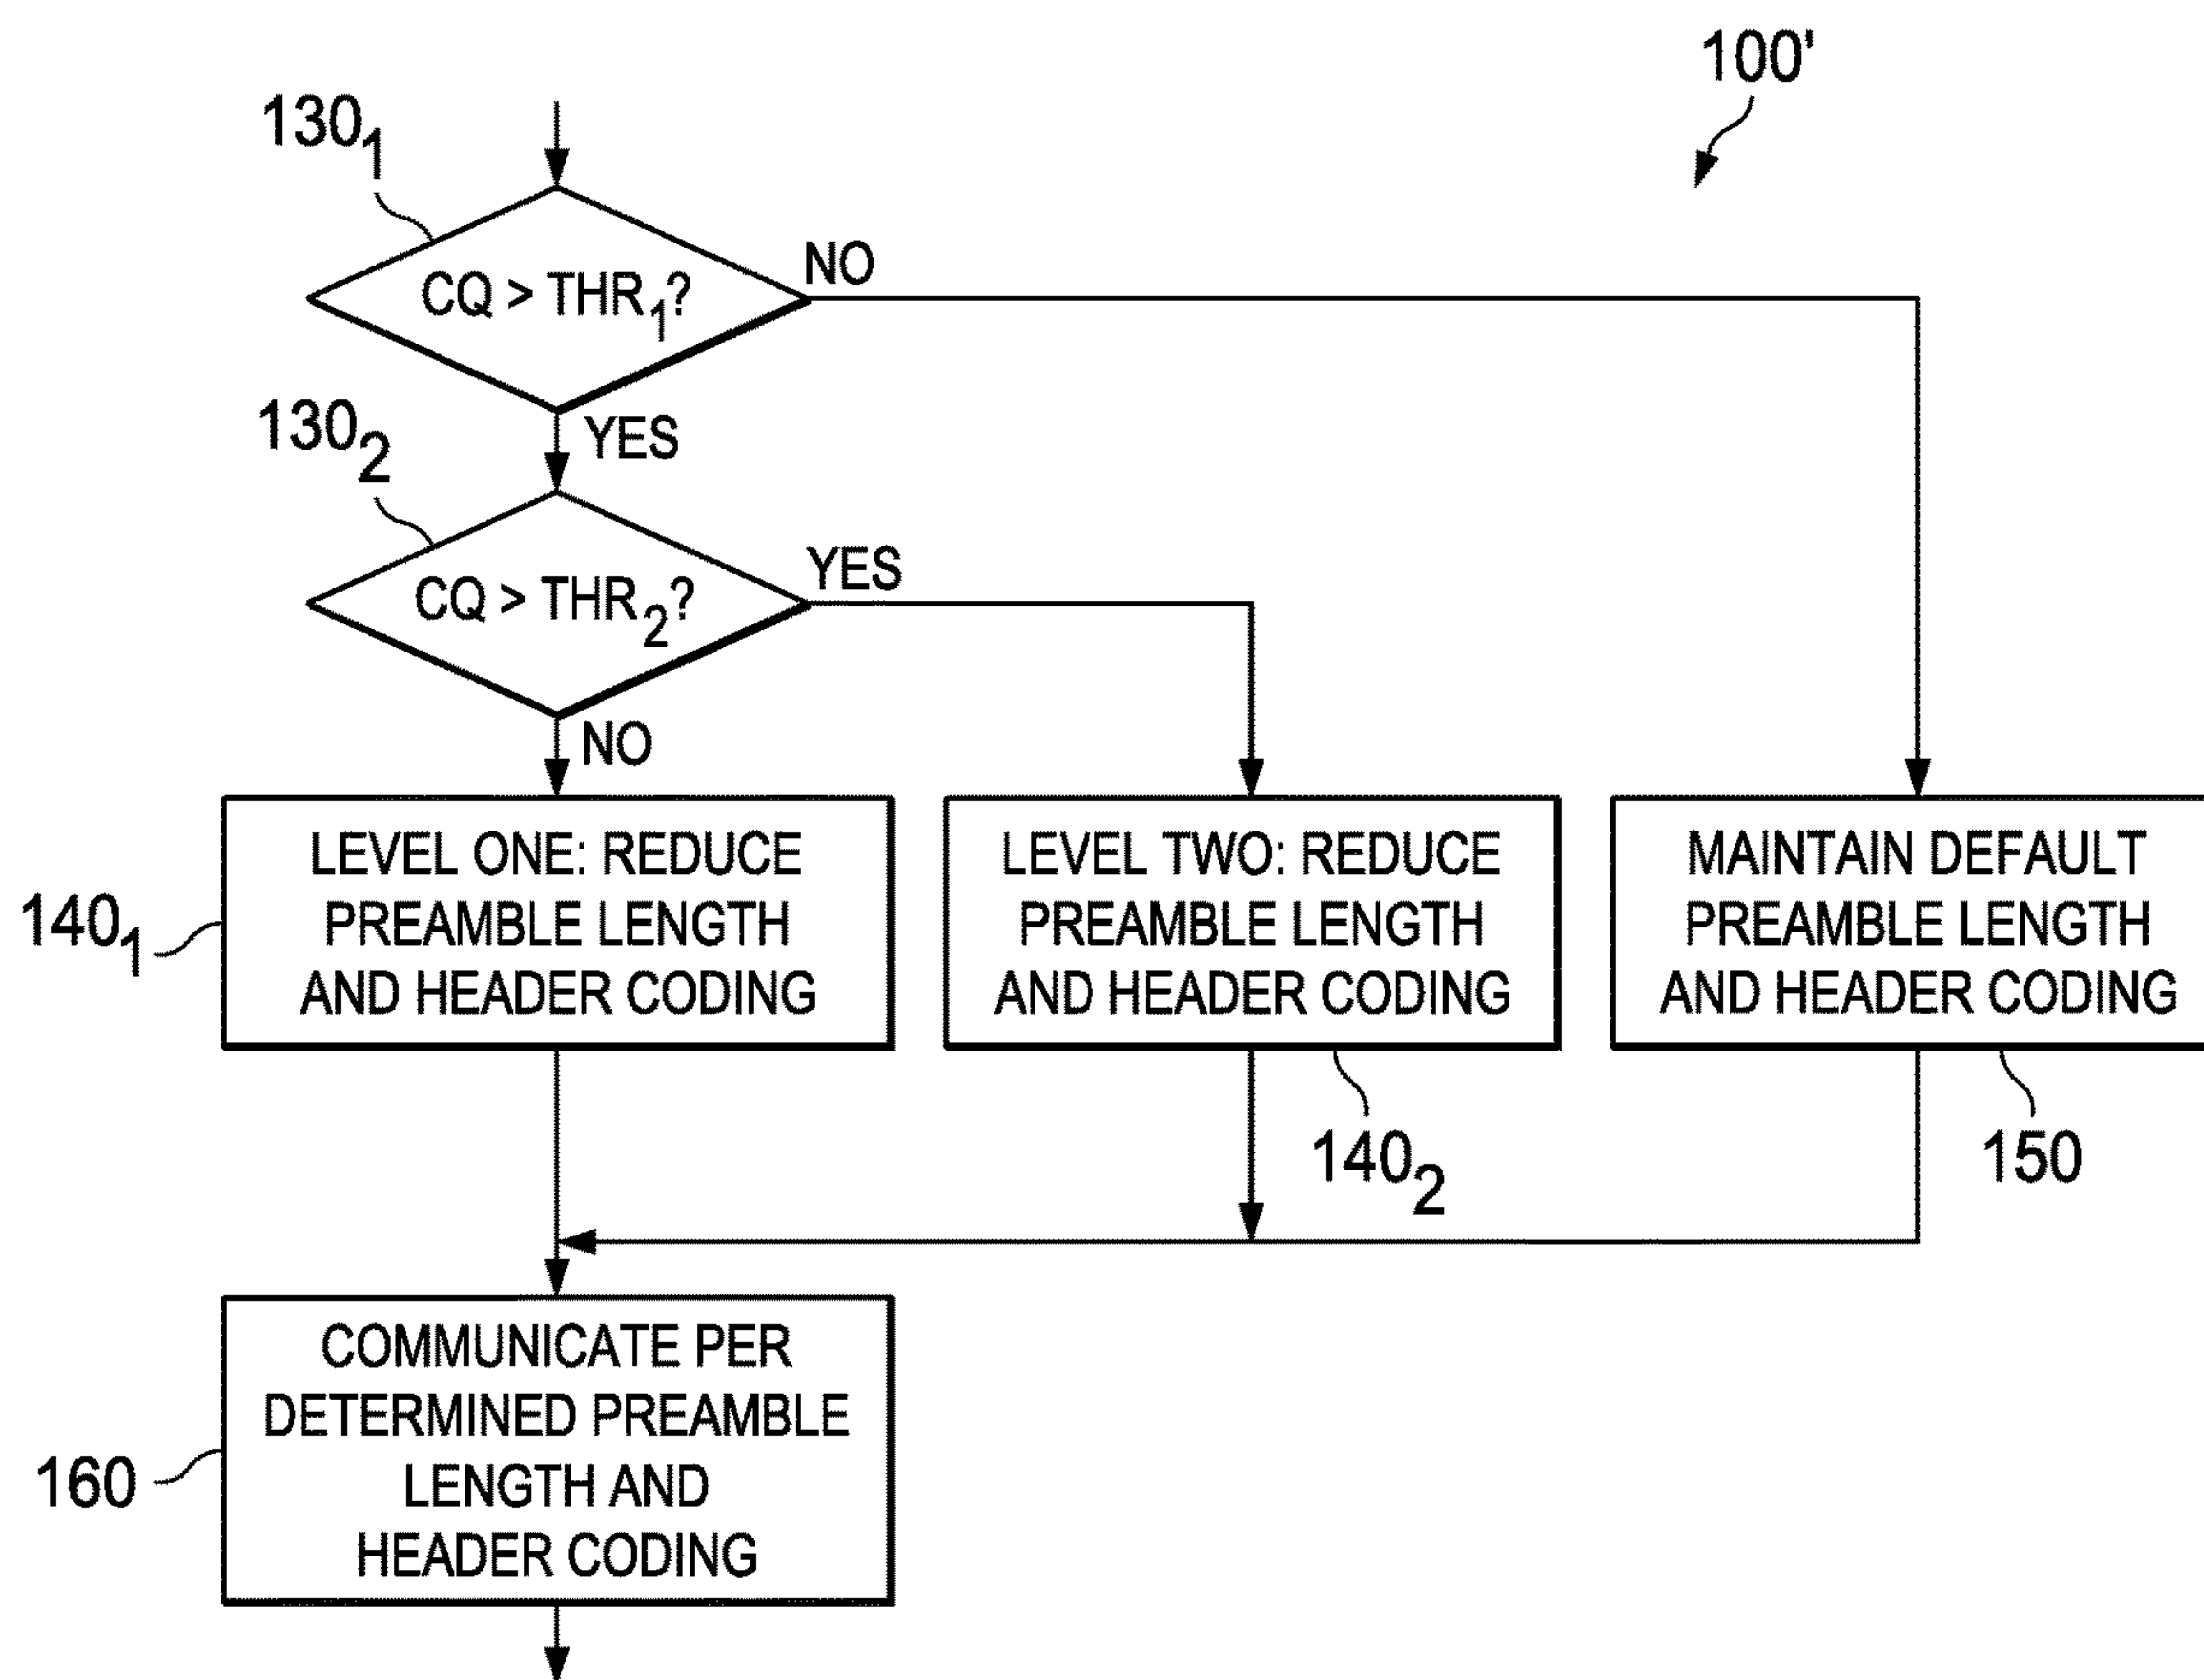 100'
130₁
CQ > THR₁?
NO
YES
130₂
CQ > THR₂?
YES
NO
LEVEL ONE: REDUCE
PREAMBLE LENGTH
AND HEADER CODING
140₁
LEVEL TWO: REDUCE
PREAMBLE LENGTH
AND HEADER CODING
140₂
MAINTAIN DEFAULT
PREAMBLE LENGTH
AND HEADER CODING
150
COMMUNICATE PER
DETERMINED PREAMBLE
LENGTH AND
HEADER CODING
160